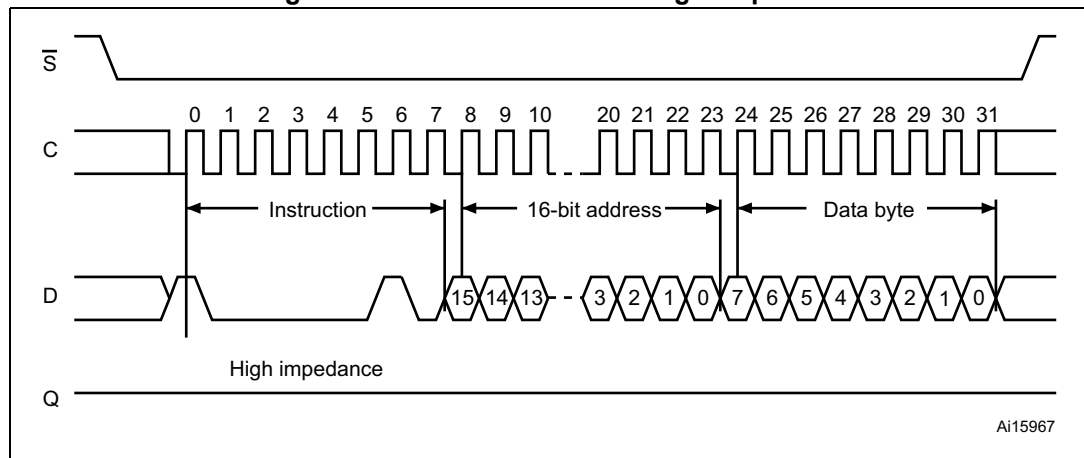 S
0 1 2 3 4 5 6 7 8 9 10 20 21 22 23 24 25 26 27 28 29 30 31
C
Instruction 16-bit address Data byte
D 15 14 13 3 2 1 0 7 6 5 4 3 2 1 0
High impedance
Q
Ai15967